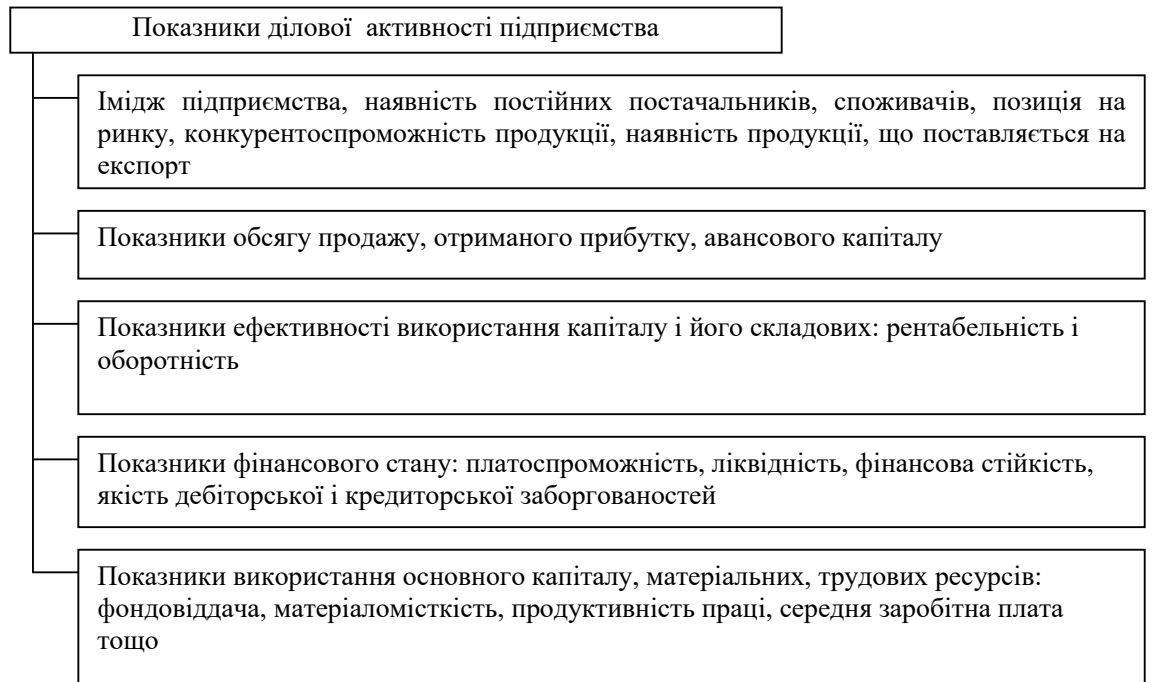 Показники ділової активності підприємства
Імідж підприємства, наявність постійних постачальників, споживачів, позиція на
ринку, конкурентоспроможність продукції, наявність продукції, що поставляється на
експорт
Показники обсягу продажу, отриманого прибутку, авансового капіталу
Показники ефективності використання капіталу і його складових: рентабельність і
оборотність
Показники фінансового стану: платоспроможність, ліквідність, фінансова стійкість,
якість дебіторської і кредиторської заборгованостей
Показники використання основного капіталу, матеріальних, трудових ресурсів:
фондовіддача, матеріаломісткість, продуктивність праці, середня заробітна плата
тощо